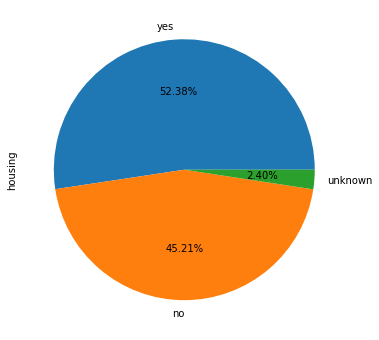 yes
52.38%
housing
2.40%
unknown
45.21%
no